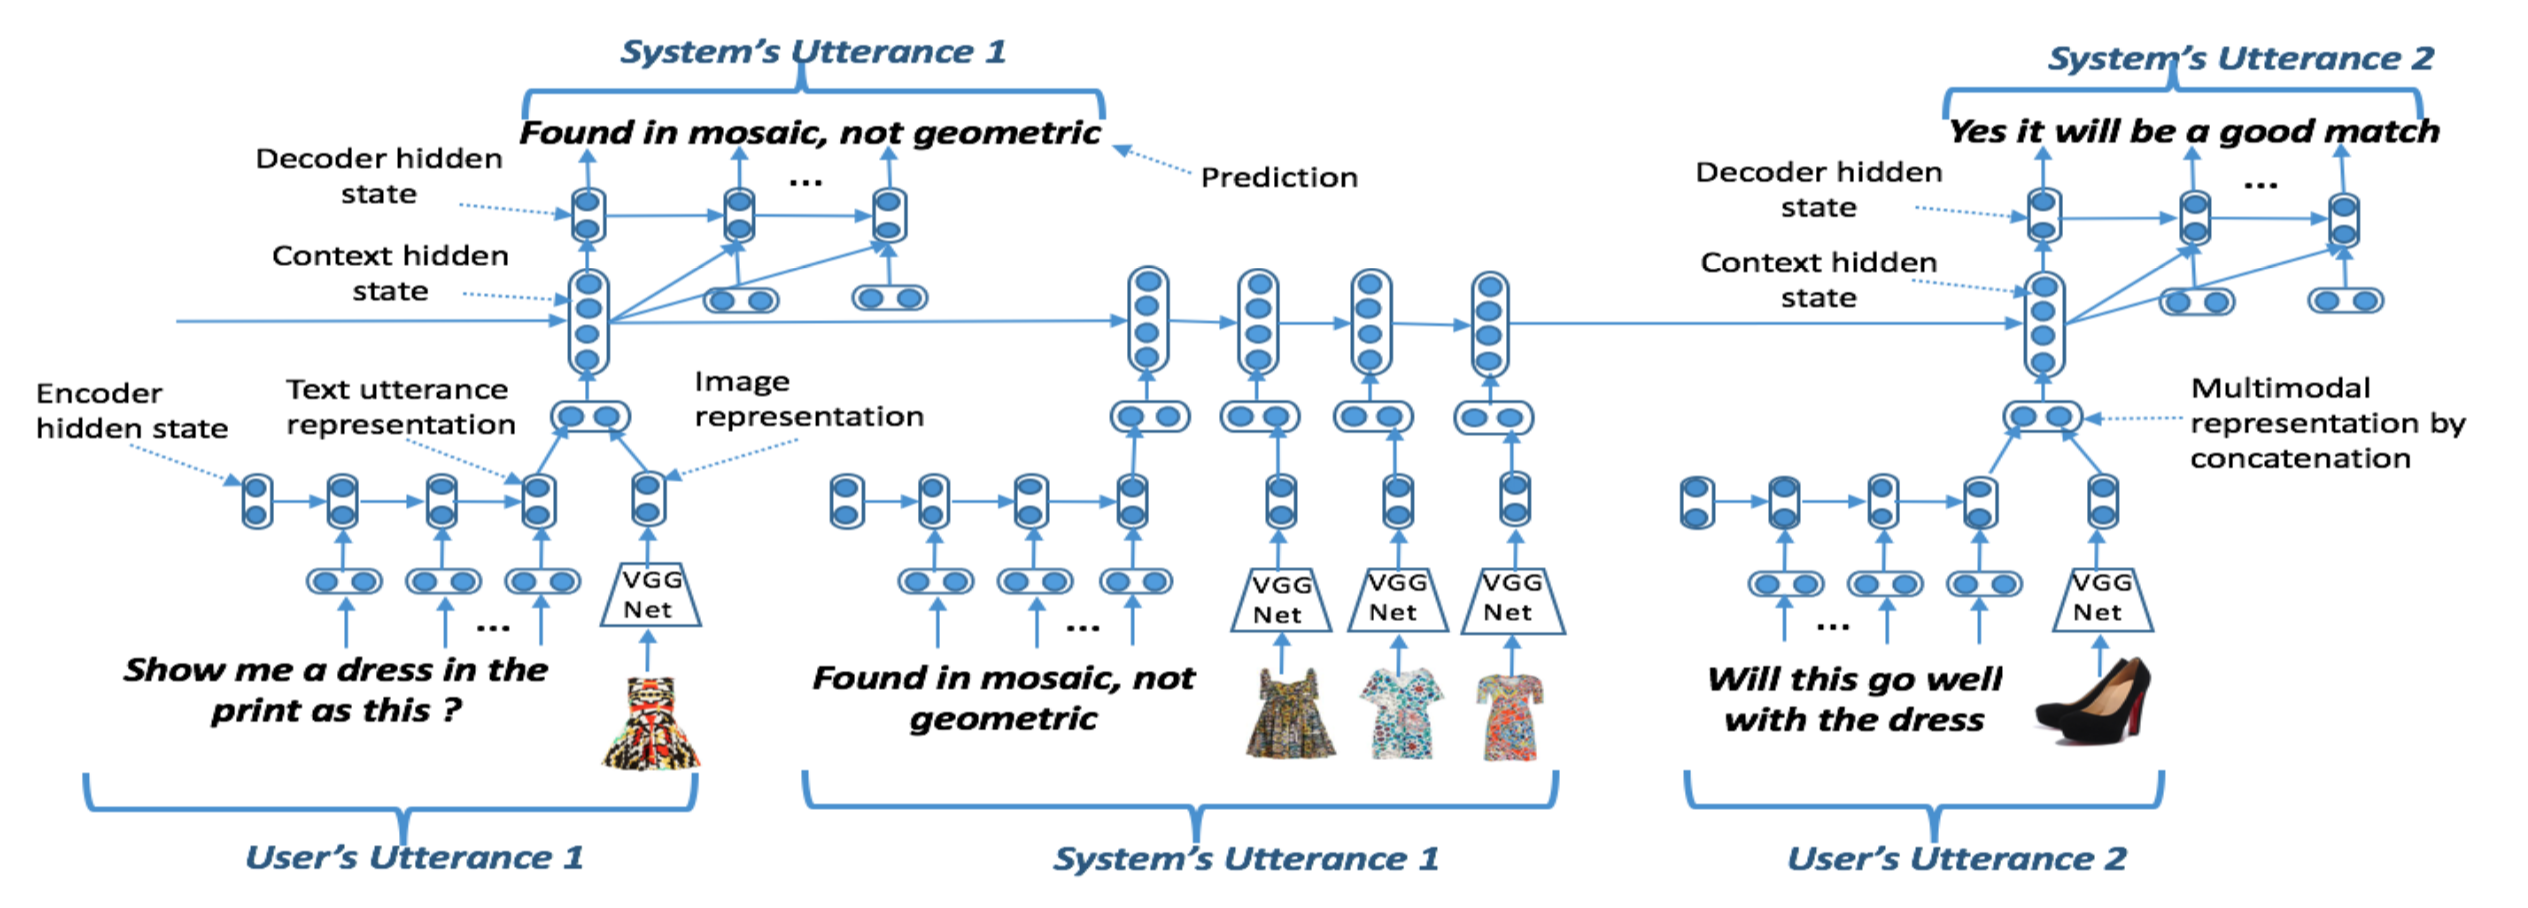 System's Utterance 1
System's Utterance 2
Found in mosaic, not geometric
Yes it will be a good match
Decoder hidden
state
...
Prediction
Decoder hidden
state
...
Context hidden
state
Context hidden
state
Encoder
hidden state
Text utterance
representation
Image
representation
Multimodal
representation by
concatenation
VGG
Net
VGG
Net
VGG
Net
VGG
Net
VGG
Net
...
...
...
Show me a dress in the
print as this ?
Found in mosaic, not
geometric
Will this go well
with the dress
User's Utterance 1
System's Utterance 1
User's Utterance 2